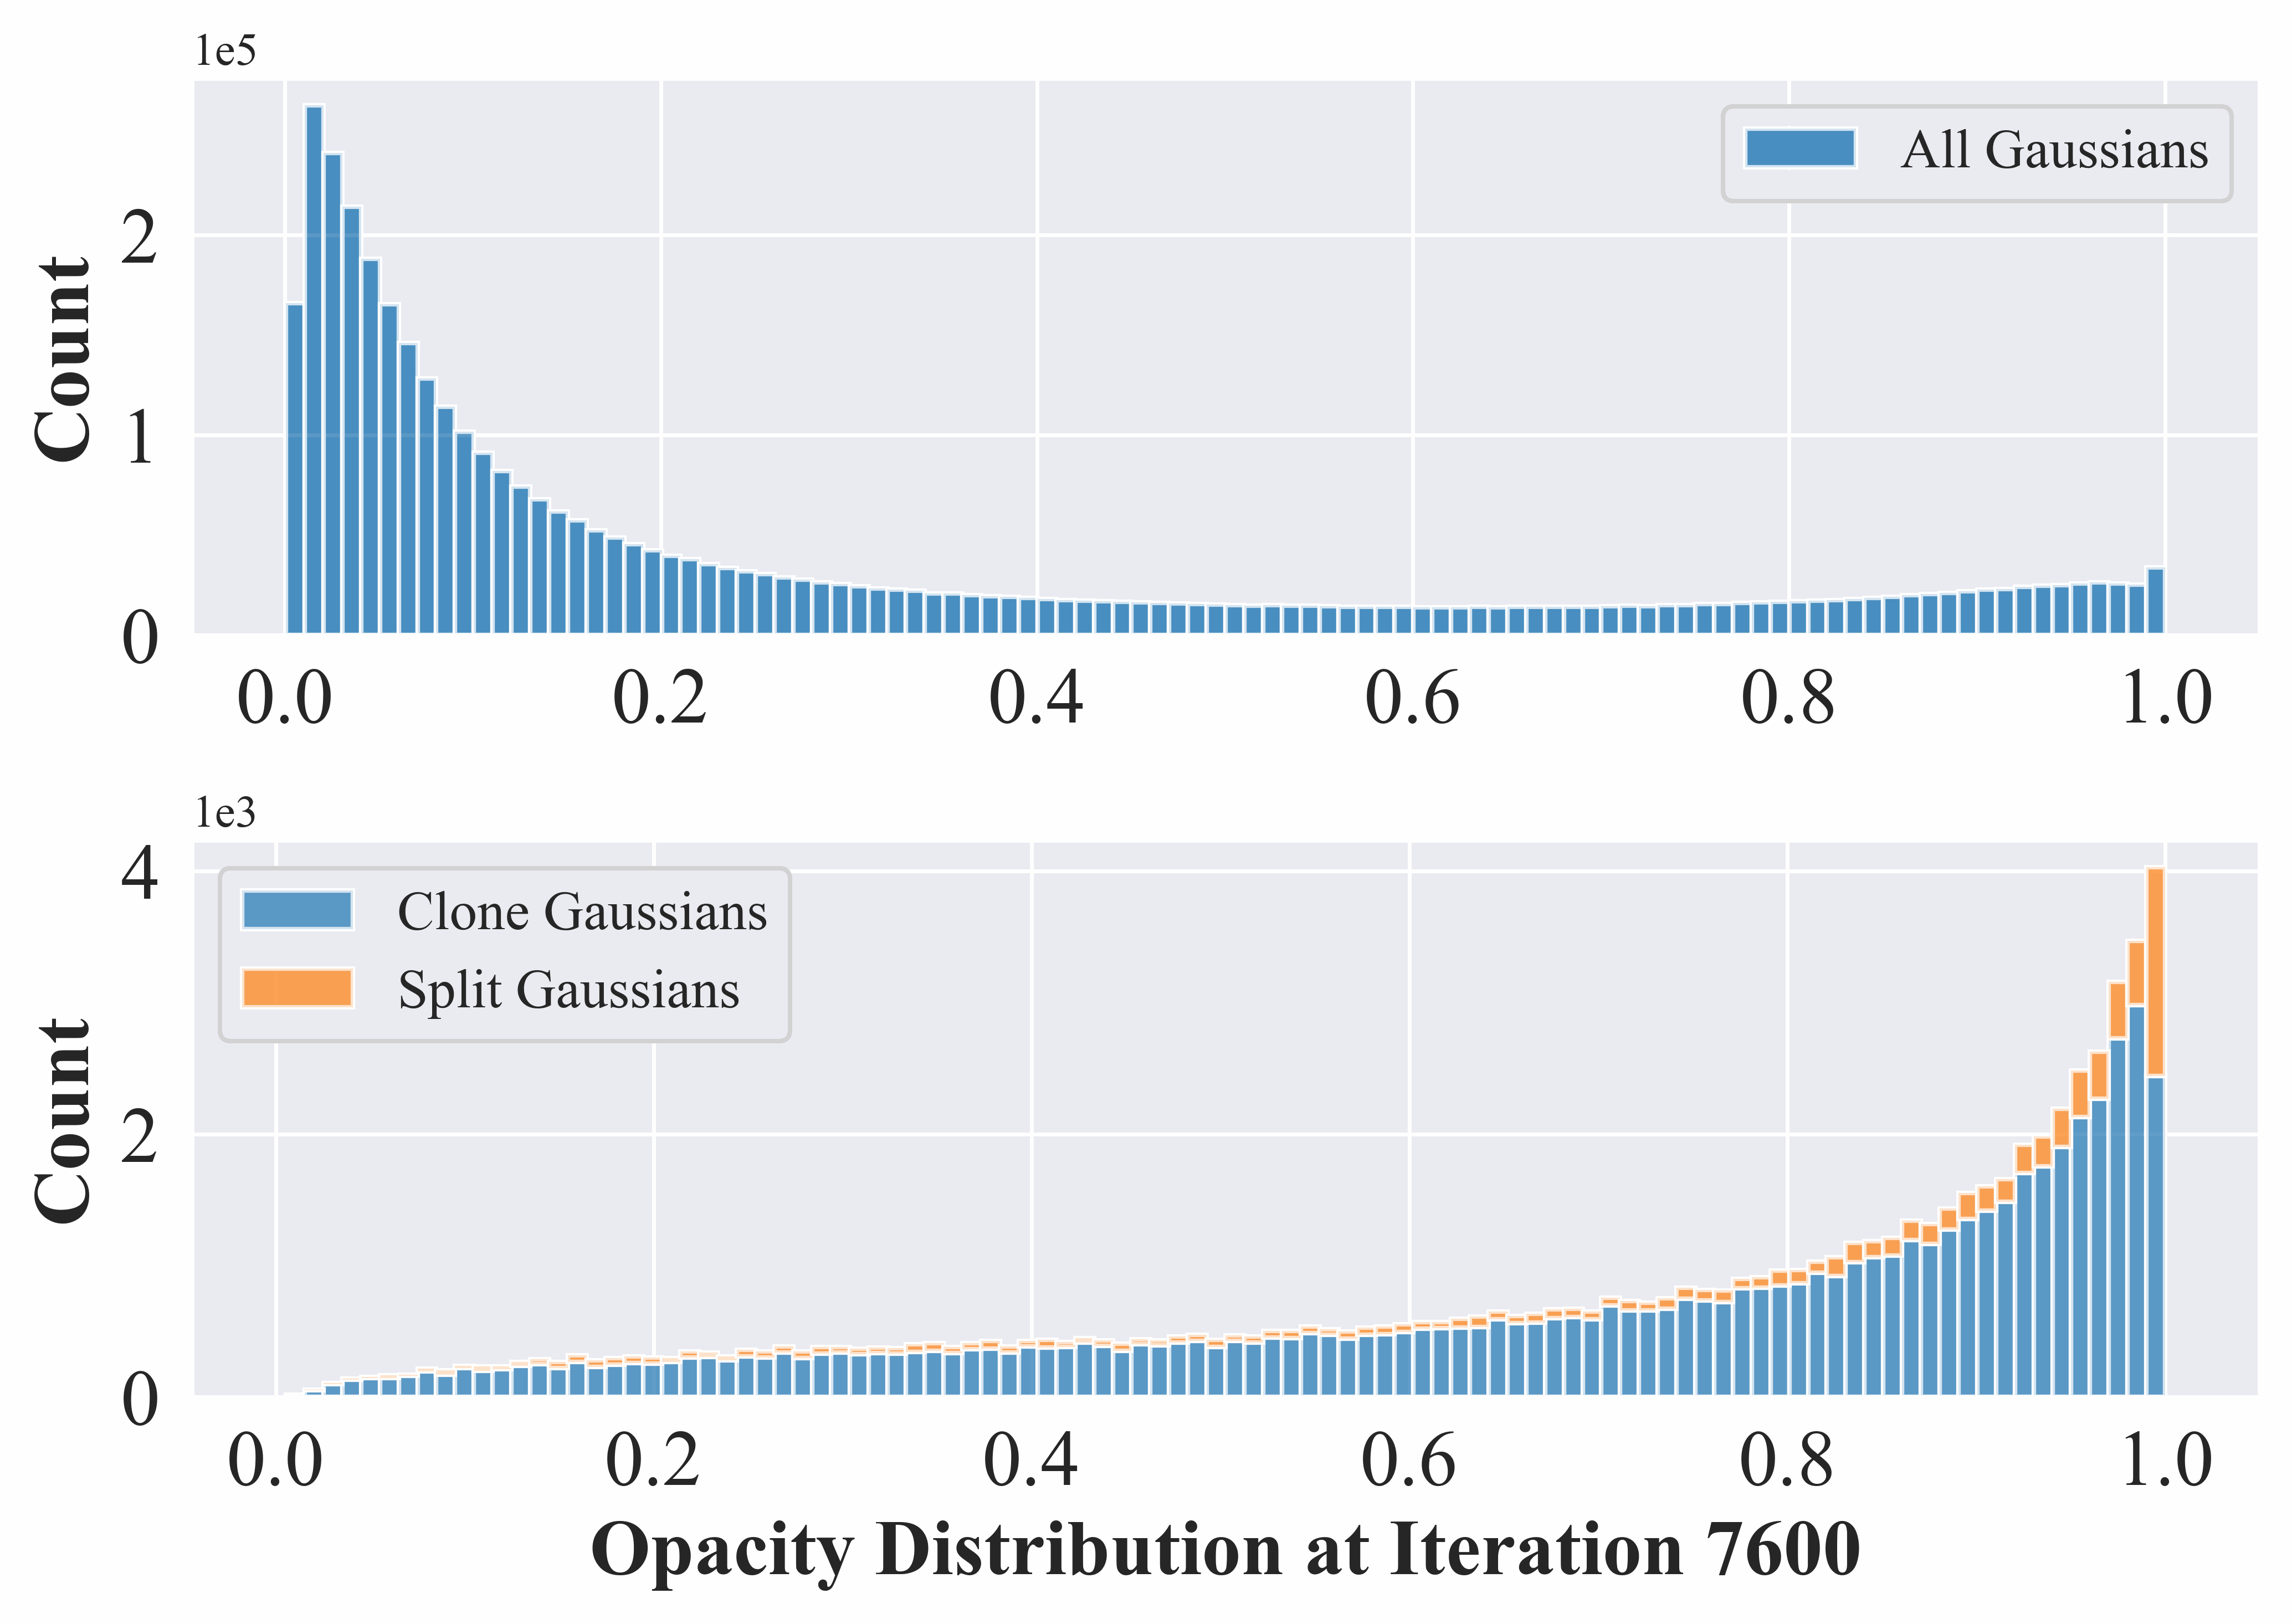 1e5
All Gaussians
Count
2
1
0
0.0 0.2 0.4 0.6 0.8 1.0
1e3
Clone Gaussians
Split Gaussians
Count
4
2
0
0.0 0.2 0.4 0.6 0.8 1.0
Opacity Distribution at Iteration 7600